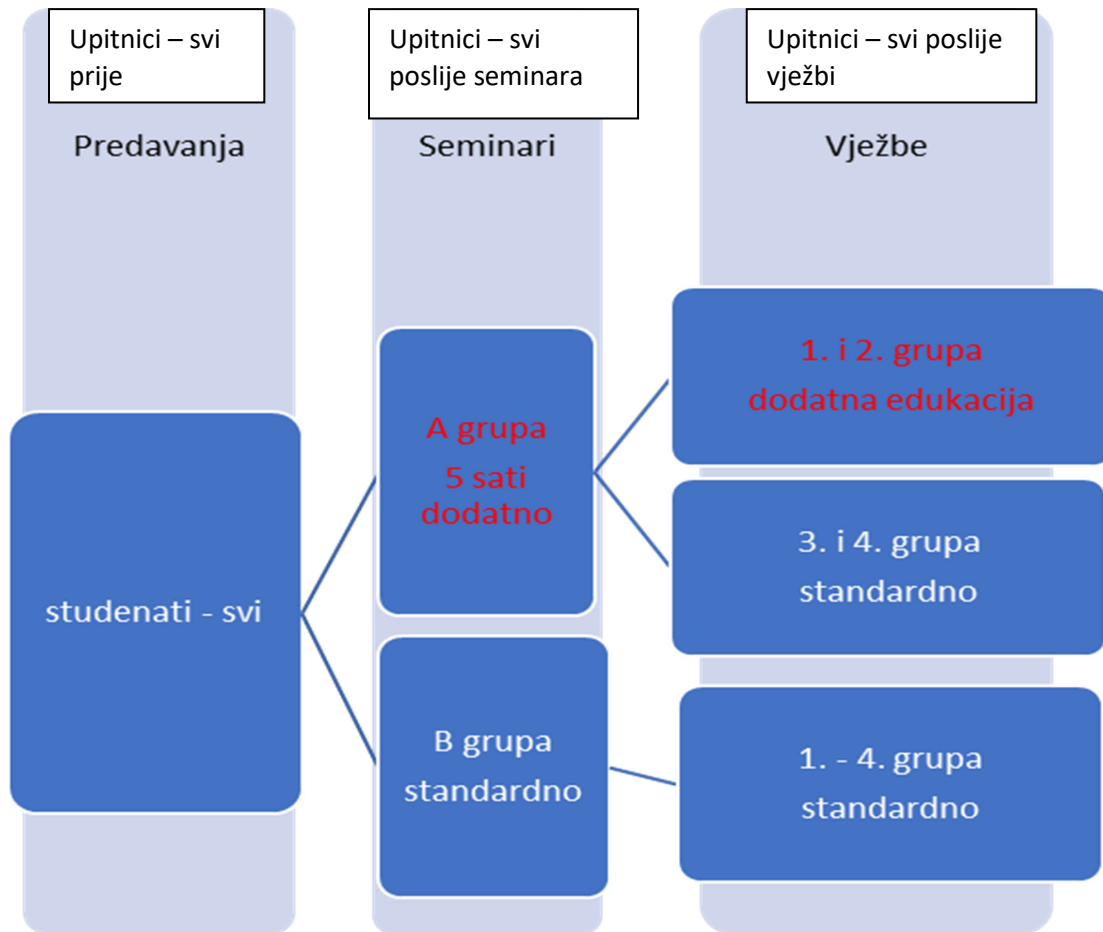 Upitnici – svi
prije
Upitnici – svi
poslije seminara
Upitnici – svi poslije
vježbi
Predavanja
Seminari
Vježbe
studenati - svi
A grupa
5 sati
dodatno
B grupa
standardno
1. i 2. grupa
dodatna edukacija
3. i 4. grupa
standardno
1. - 4. grupa
standardno